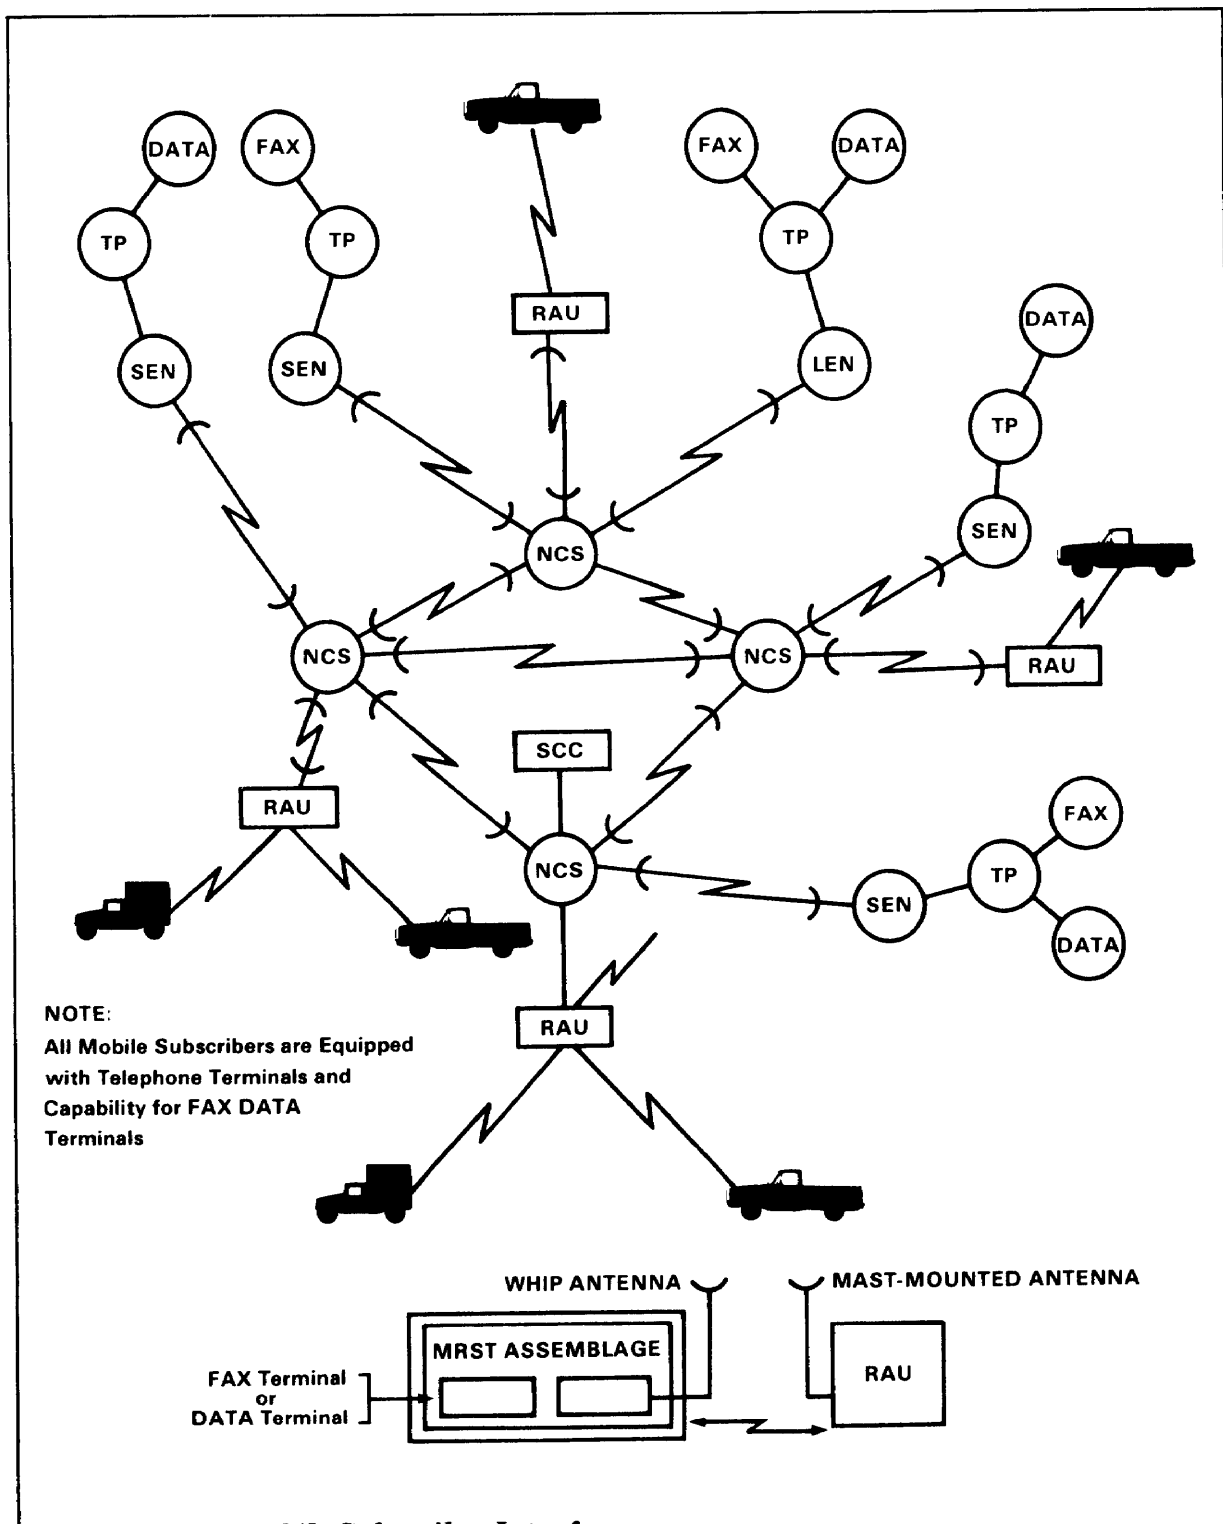 DATA
FAX
FAX
DATA
TP
TP
TP
RAU
DATA
SEN
SEN
LEN
TP
SEN
NCS
NCS
NCS
RAU
SCC
RAU
FAX
NCS
TP
SEN
DATA
NOTE:
All Mobile Subscribers are Equipped
with Telephone Terminals and
Capability for FAX DATA
Terminals
RAU
WHIP ANTENNA
MAST-MOUNTED ANTENNA
MRST ASSEMBLAGE
FAX Terminal
or
DATA Terminal
RAU